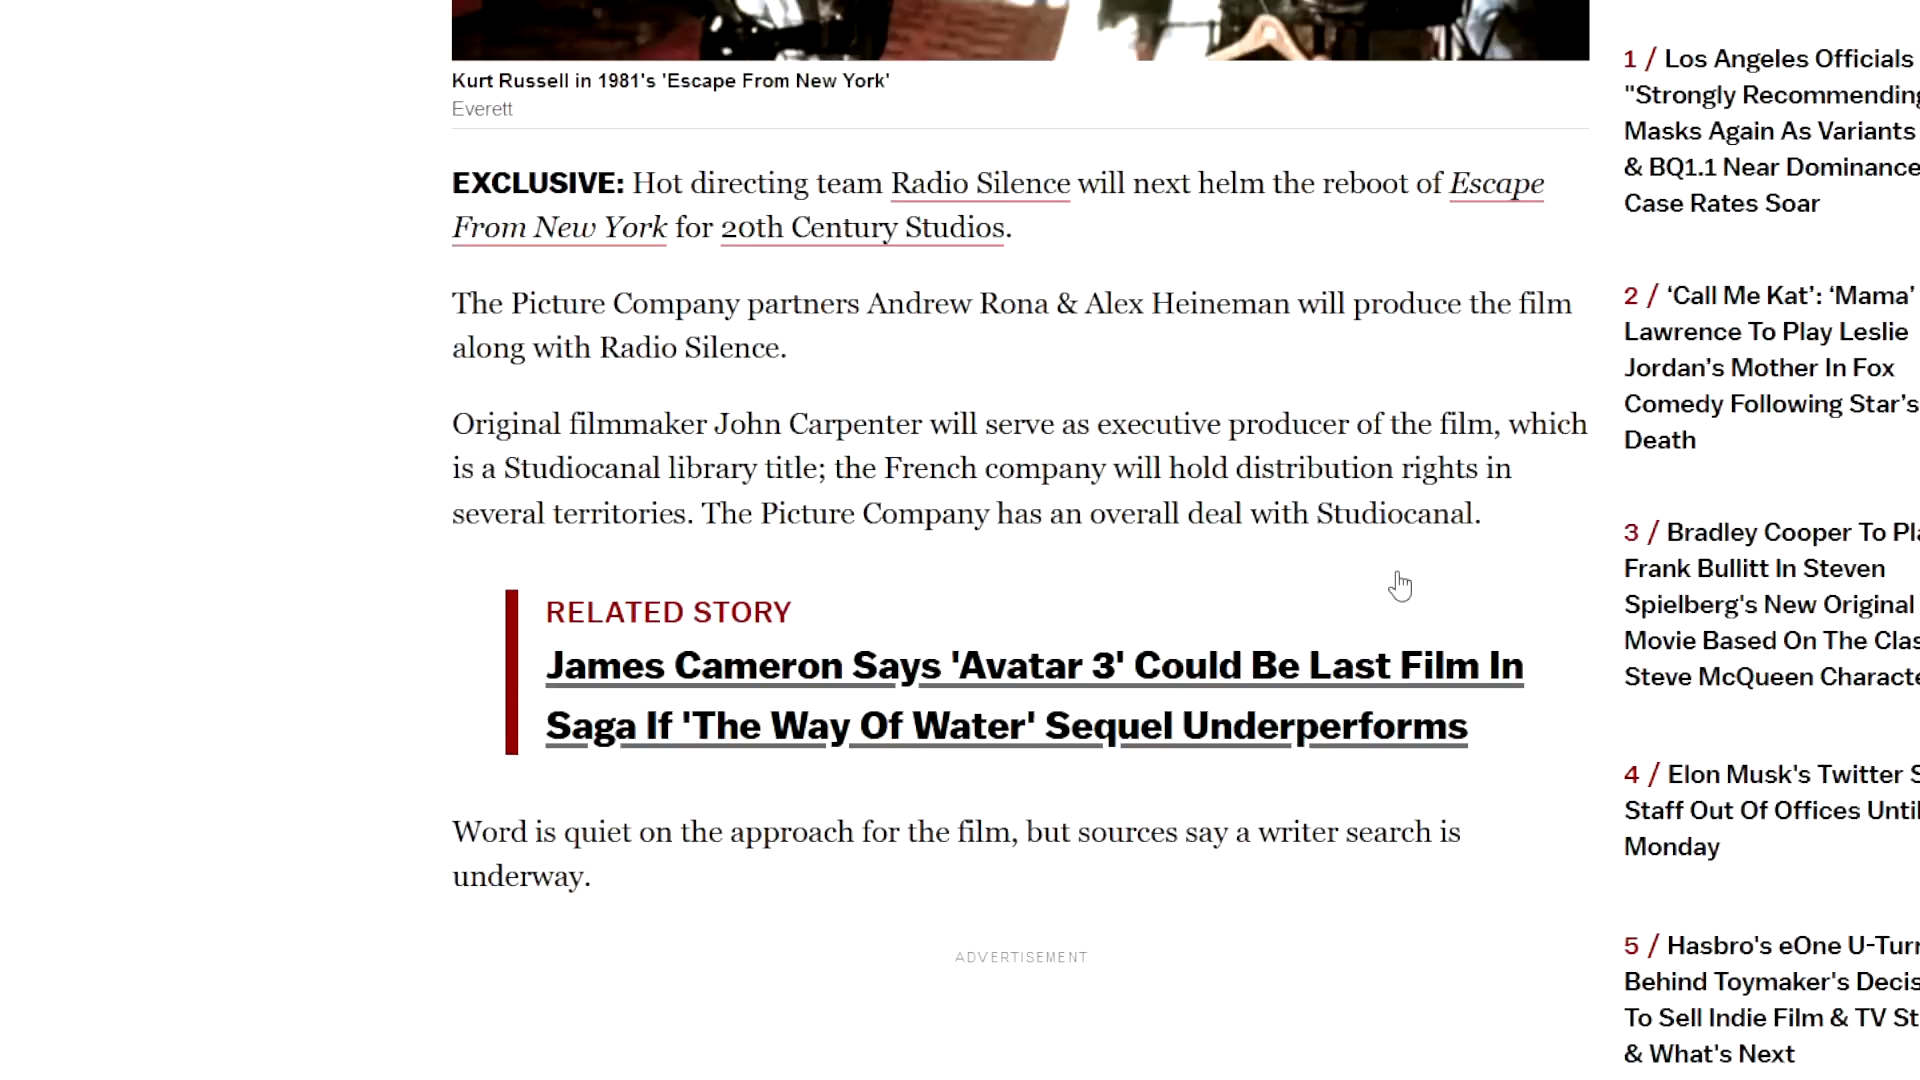 Kurt Russell in 1981's 'Escape From New York'
Everett
EXCLUSIVE: Hot directing team Radio Silence will next helm the reboot of Escape
From New York for 20th Century Studios.
The Picture Company partners Andrew Rona & Alex Heineman will produce the film
along with Radio Silence.
Original filmmaker John Carpenter will serve as executive producer of the film, which
is a Studiocanal library title; the French company will hold distribution rights in
several territories. The Picture Company has an overall deal with Studiocanal.
RELATED STORY
James Cameron Says 'Avatar 3' Could Be Last Film In
Saga If 'The Way Of Water' Sequel Underperforms
Word is quiet on the approach for the film, but sources say a writer search is
underway.
ADVERTISEMENT
1 / Los Angeles Officials
"Strongly Recommending
Masks Again As Variants
& BQ1.1 Near Dominance
Case Rates Soar
2 / ‘Call Me Kat’: ‘Mama’
Lawrence To Play Leslie
Jordan’s Mother In Fox
Comedy Following Star’s
Death
3 / Bradley Cooper To
Frank Bullitt In Steven
Spielberg's New Original
Movie Based On The
Steve McQueen
4 / Elon Musk's Twitter
Staff Out Of Offices Until
Monday
5 / Hasbro's eOne
Behind Toymaker's
To Sell Indie Film & TV
& What's Next